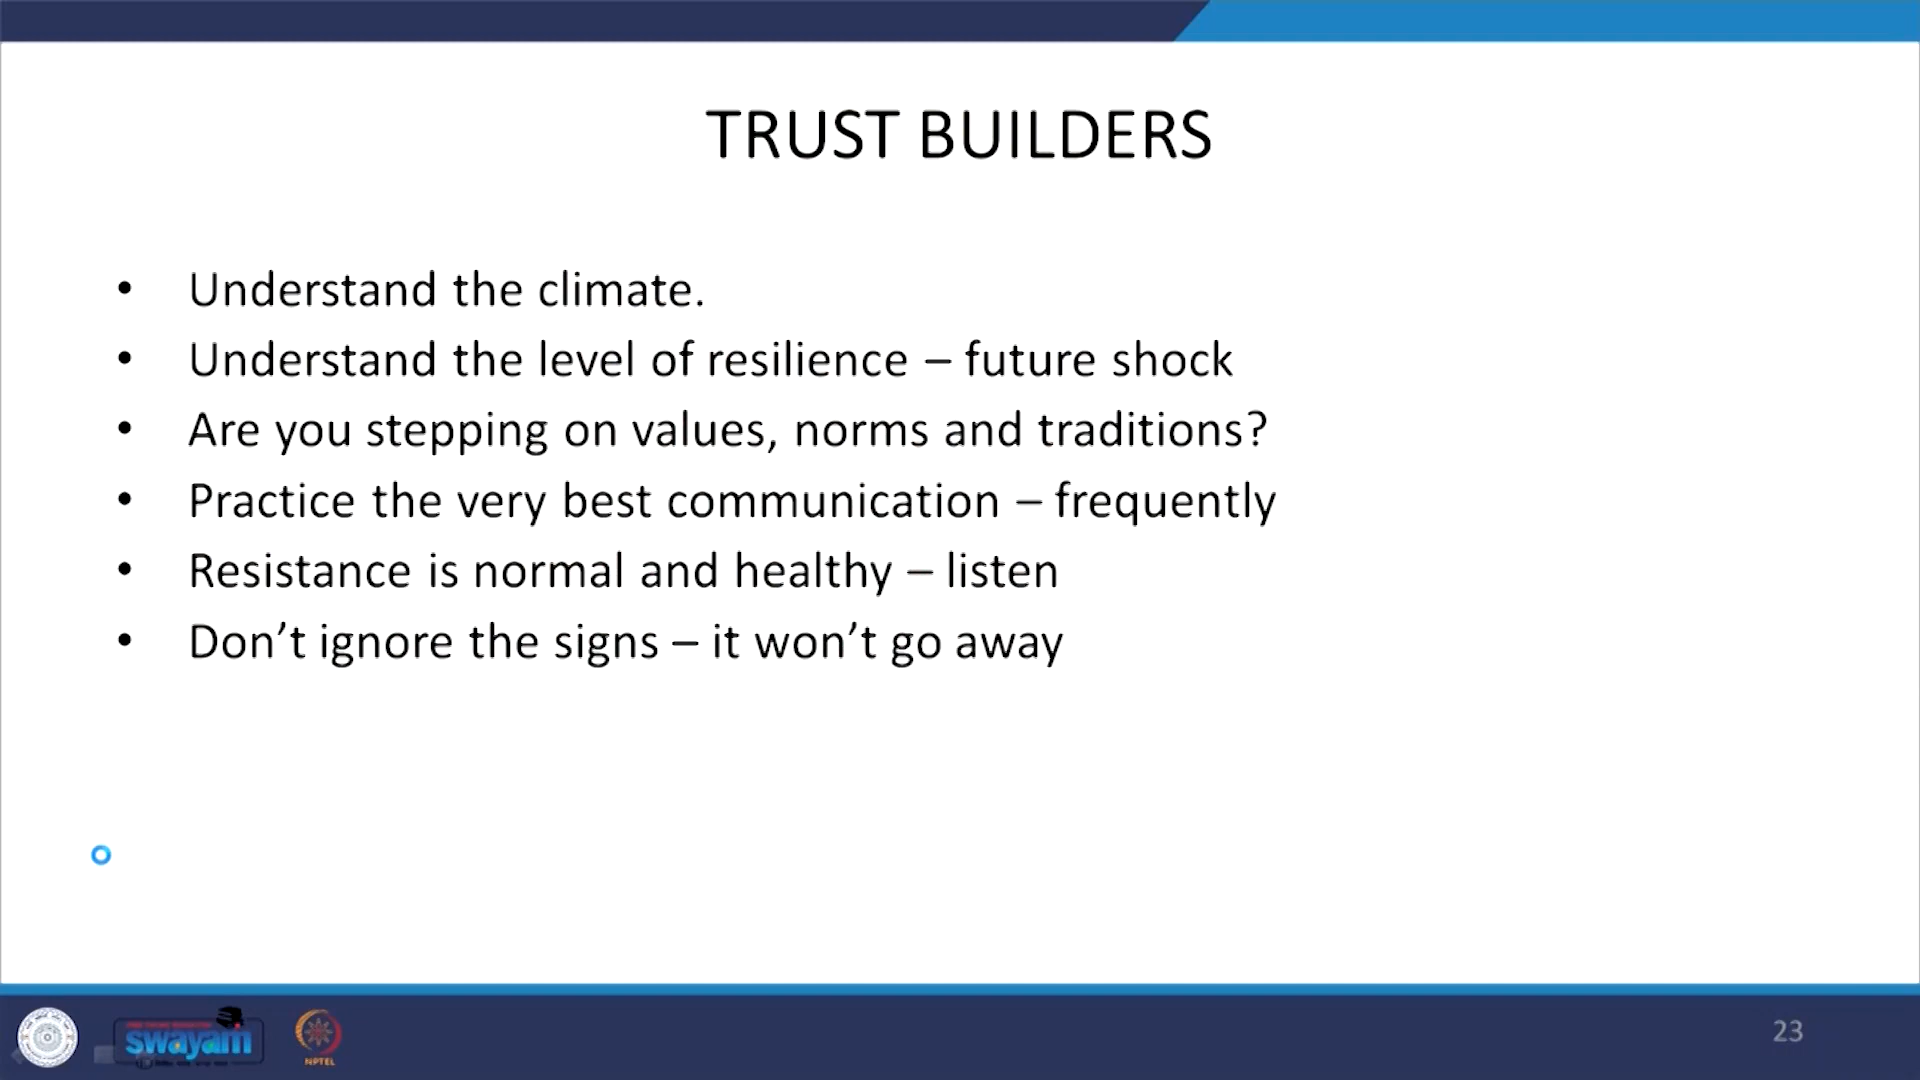 TRUST BUILDERS
• Understand the climate.
• Understand the level of resilience – future shock
• Are you stepping on values, norms and traditions?
• Practice the very best communication – frequently
• Resistance is normal and healthy – listen
• Don’t ignore the signs – it won’t go away
swayam
NPTEL
23